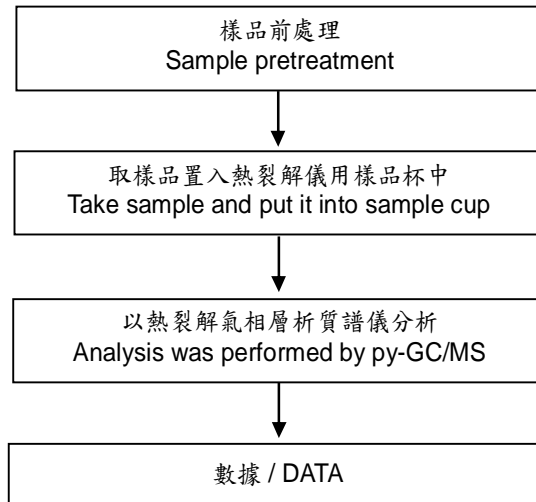 樣品前處理
Sample pretreatment
取樣品置入熱裂解儀用樣品杯中
Take sample and put it into sample cup
以熱裂解氣相層析質譜儀分析
Analysis was performed by py-GC/MS
數據 / DATA